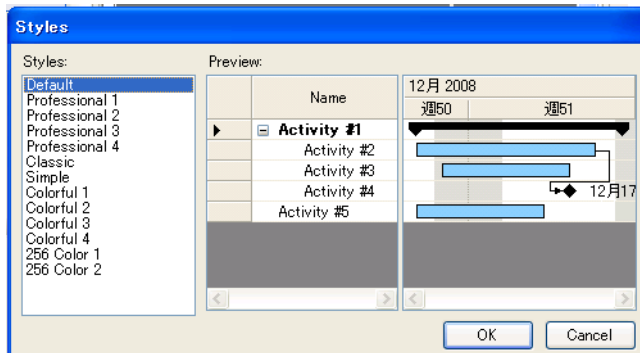 Styles
Styles:
Default
Professional 1
Professional 2
Professional 3
Professional 4
Classic
Simple
Colorful 1
Colorful 2
Colorful 3
Colorful 4
256 Color 1
256 Color 2
Preview:
Name
Activity #1
Activity #2
Activity #3
Activity #4
Activity #5
12月 2008
週50 週51
12月17
OK Cancel